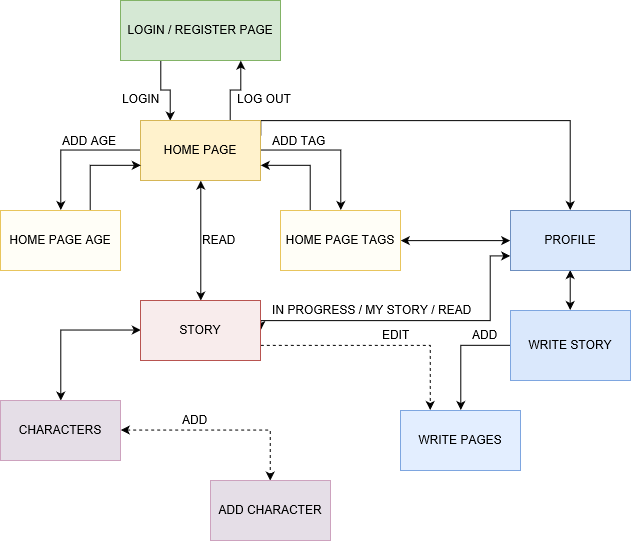 LOGIN / REGISTER PAGE
LOGIN
LOG OUT
ADD AGE
HOME PAGE
ADD TAG
HOME PAGE AGE
READ
HOME PAGE TAGS
PROFILE
IN PROGRESS / MY STORY / READ
STORY
EDIT
ADD
WRITE STORY
CHARACTERS
ADD
WRITE PAGES
ADD CHARACTER